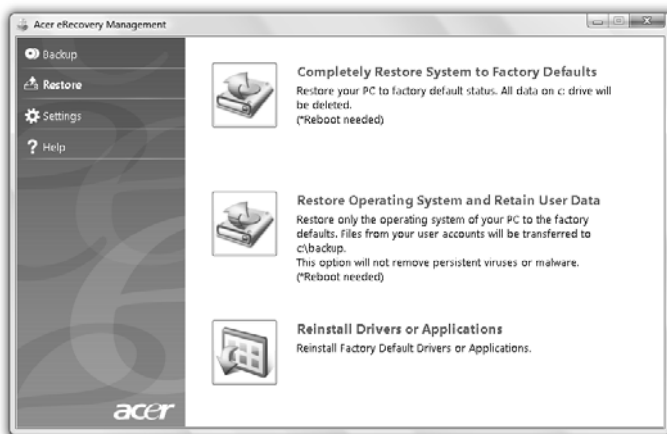 Acer eRecovery Management
Backup
Restore
Settings
? Help
Completely Restore System to Factory Defaults
Restore your PC to factory default status. All data on c: drive will
be deleted.
(*Reboot needed)
Restore Operating System and Retain User Data
Restore only the operating system of your PC to the factory
defaults. Files from your user accounts will be transferred to
c:\backup.
This option will not remove persistent viruses or malware.
(*Reboot needed)
Reinstall Drivers or Applications
Reinstall Factory Default Drivers or Applications.
acer